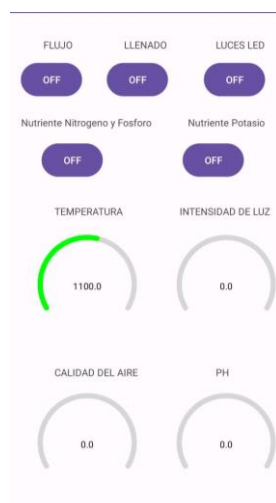 FLUJO LLENADO LUCES LED
OFF OFF OFF
Nutriente Nitrogeno y Fosforo Nutriente Potasio
OFF OFF
TEMPERATURA INTENSIDAD DE LUZ
1100.0 0.0
CALIDAD DEL AIRE PH
0.0 0.0